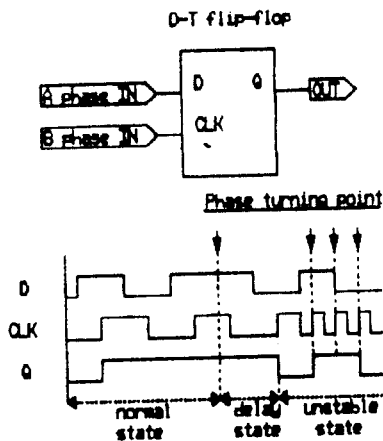 D-T flip-flop
A phase IN
D
Q
OUT
B phase IN
CLK
Phase turning point
D
CLK
Q
normal state
delay state
unstable state